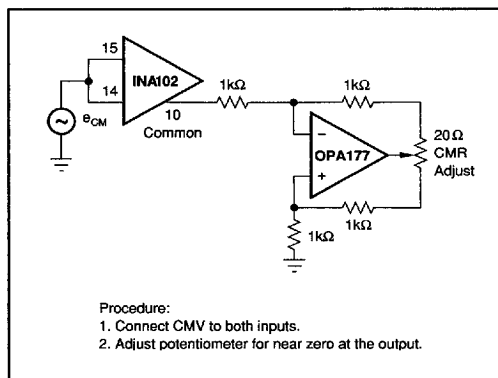 15
INA102
14
10
1kΩ
1kΩ
e_CM
Common
−
OPA177
+
20Ω
CMR
Adjust
1kΩ
1kΩ
Procedure:
1. Connect CMV to both inputs.
2. Adjust potentiometer for near zero at the output.